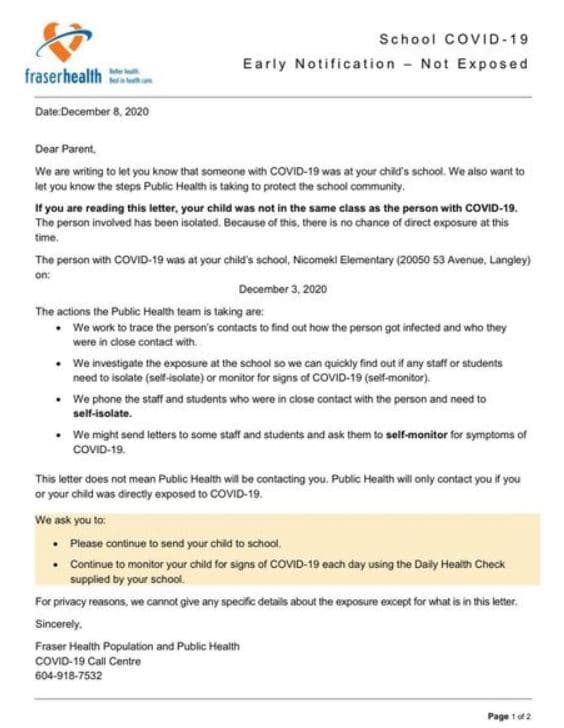 School COVID-19
Early Notification – Not Exposed
fraserhealth
Better health.
Best in health care.
Date:December 8, 2020
Dear Parent,
We are writing to let you know that someone with COVID-19 was at your child's school. We also want to
let you know the steps Public Health is taking to protect the school community.
If you are reading this letter, your child was not in the same class as the person with COVID-19.
The person involved has been isolated. Because of this, there is no chance of direct exposure at this
time.
The person with COVID-19 was at your child's school, Nicomekl Elementary (20050 53 Avenue, Langley)
on:
December 3, 2020
The actions the Public Health team is taking are:
• We work to trace the person's contacts to find out how the person got infected and who they
were in close contact with.
• We investigate the exposure at the school so we can quickly find out if any staff or students
need to isolate (self-isolate) or monitor for signs of COVID-19 (self-monitor).
• We phone the staff and students who were in close contact with the person and need to
self-isolate.
• We might send letters to some staff and students and ask them to self-monitor for symptoms of
COVID-19.
This letter does not mean Public Health will be contacting you. Public Health will only contact you if you
or your child was directly exposed to COVID-19.
We ask you to:
• Please continue to send your child to school.
• Continue to monitor your child for signs of COVID-19 each day using the Daily Health Check
supplied by your school.
For privacy reasons, we cannot give any specific details about the exposure except for what is in this letter.
Sincerely,
Fraser Health Population and Public Health
COVID-19 Call Centre
604-918-7532
Page 1 of 2